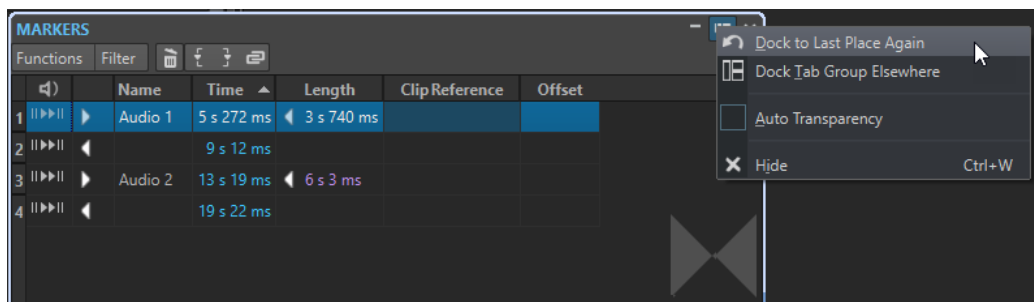 MARKERS
Functions Filter
Name Time Length Clip Reference Offset
1 Audio 1 5 s 272 ms 3 s 740 ms
2 9 s 12 ms
3 Audio 2 13 s 19 ms 6 s 3 ms
4 19 s 22 ms
Dock to Last Place Again
Dock Tab Group Elsewhere
Auto Transparency
Hide Ctrl+W